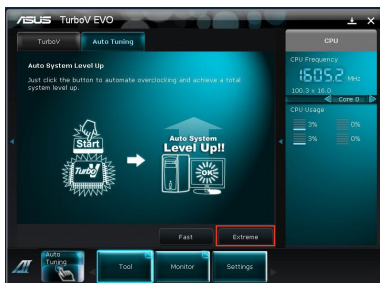 ASUS TurboV EVO
TurboV
Auto Tuning
CPU
Auto System Level Up
Just click the button to automate overclocking and achieve a total
system level up.
CPU Frequency
1605.2 MHz
100.3 x 16.0
Core 0
CPU Usage
3%
0%
3%
0%
Start
Turbo!
Auto System
Level Up!!
OK
Fast
Extreme
Auto
Tuning
Tool
Monitor
Settings